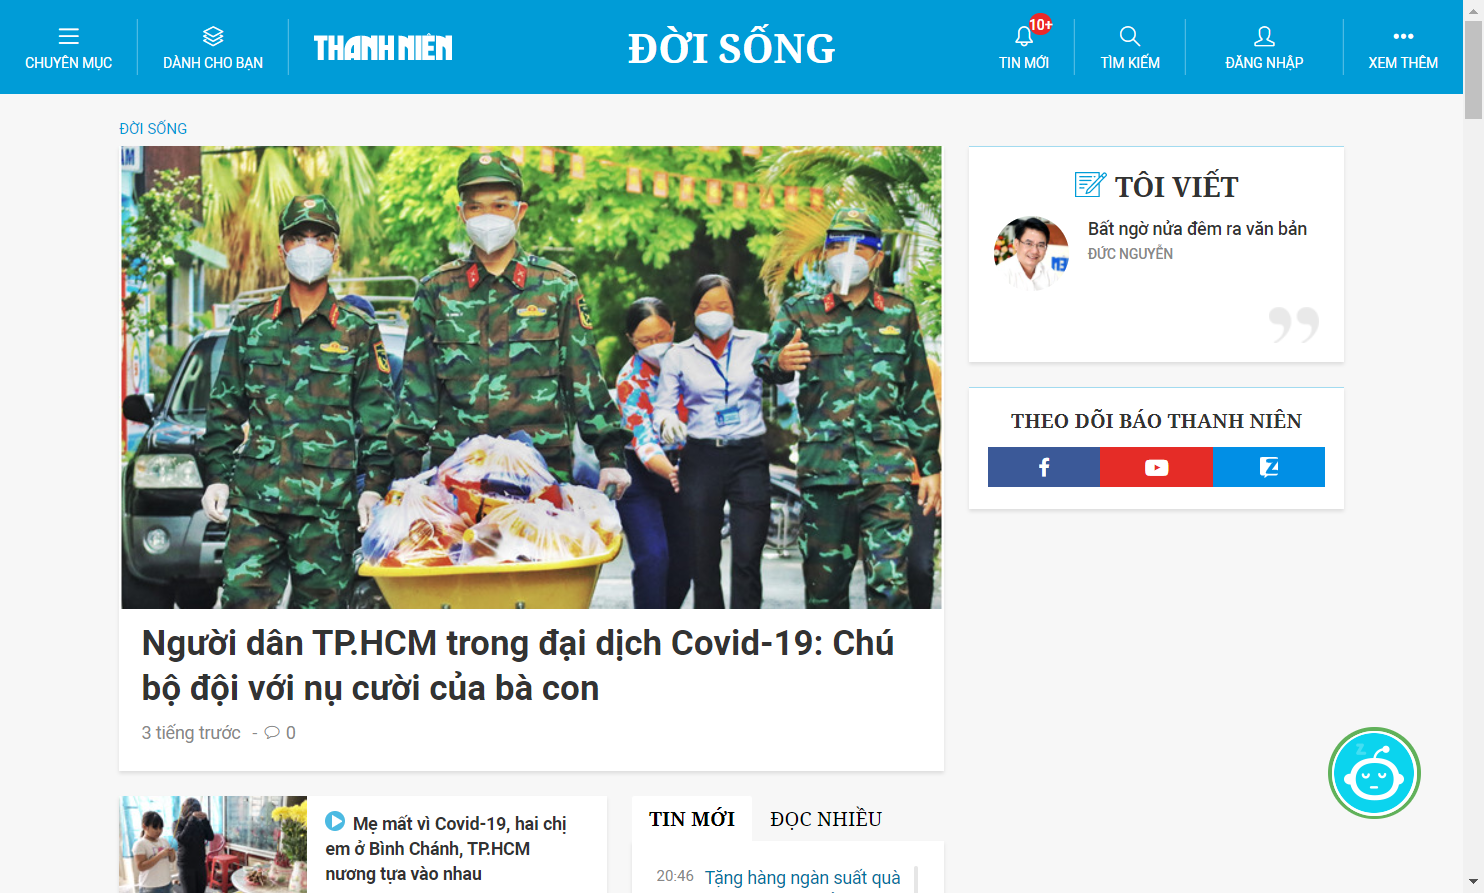 CHUYÊN MỤC
DÀNH CHO BẠN
THANH NIÊN
ĐỜI SỐNG
10+
TIN MỚI
TÌM KIẾM
ĐĂNG NHẬP
XEM THÊM
ĐỜI SỐNG
Người dân TP.HCM trong đại dịch Covid-19: Chú
bộ đội với nụ cười của bà con
3 tiếng trước - 0
TÔI VIẾT
Bất ngờ nửa đêm ra văn bản
ĐỨC NGUYỄN
THEO DÕI BÁO THANH NIÊN
Mẹ mất vì Covid-19, hai chị
em ở Bình Chánh, TP.HCM
nương tựa vào nhau
TIN MỚI
ĐỌC NHIỀU
20:46 Tặng hàng ngàn suất quà